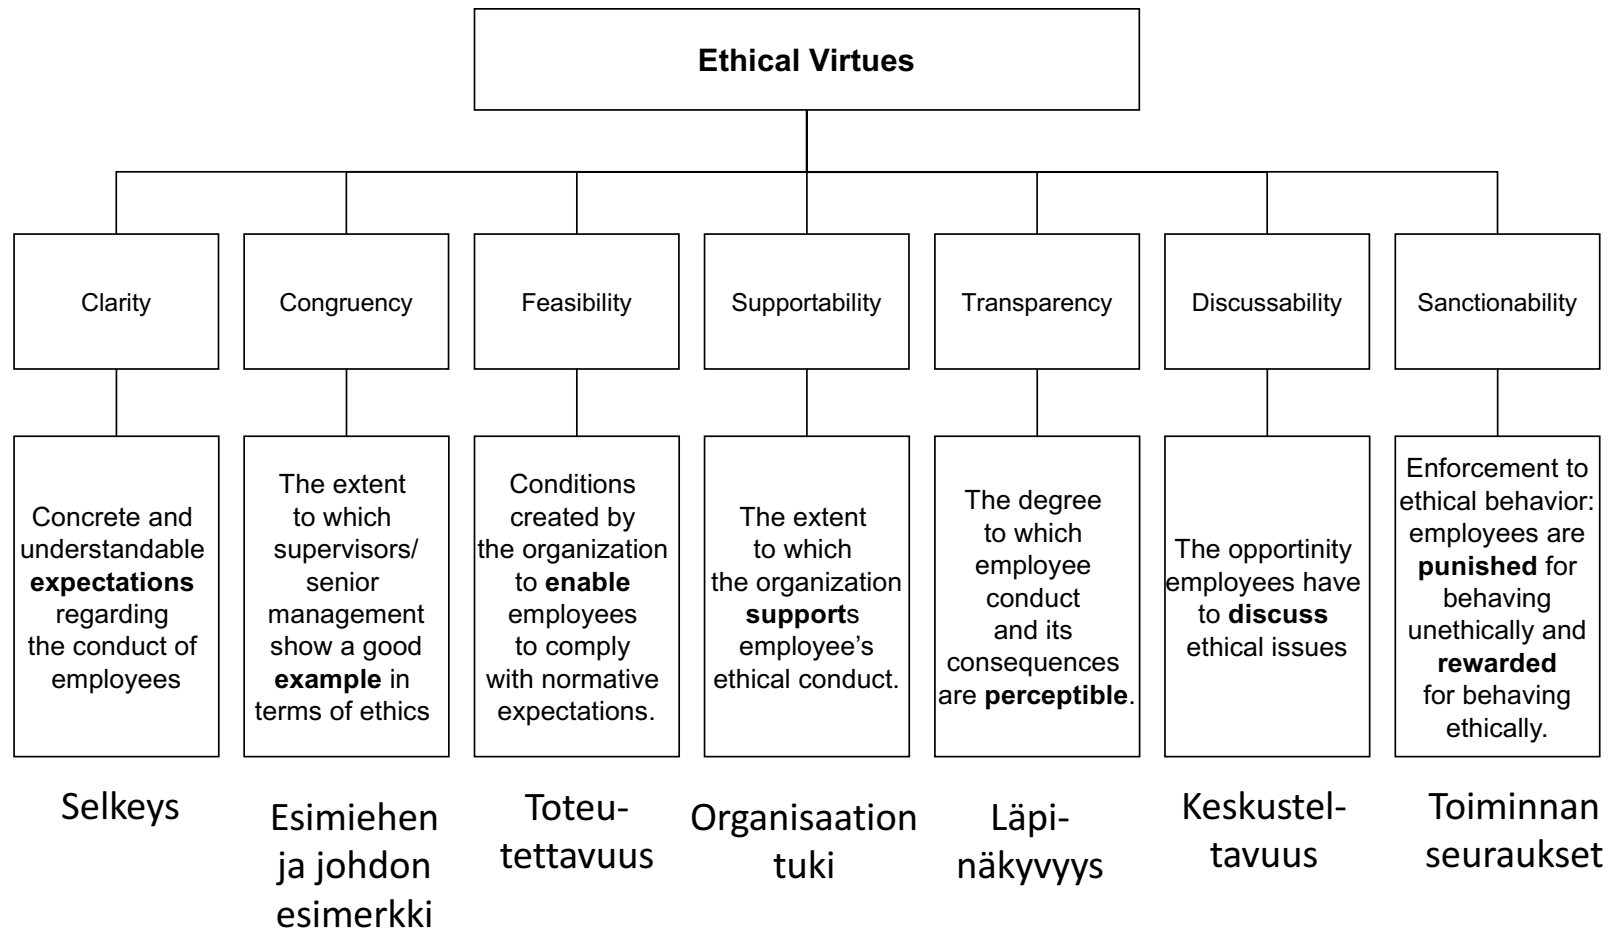 Ethical Virtues
Clarity
Congruency
Feasibility
Supportability
Transparency
Discussability
Sanctionability
Concrete and
understandable
expectations
regarding
the conduct of
employees
The extent
to which
supervisors/
senior
management
show a good
example in
terms of ethics
Conditions
created by
the organization
to enable
employees
to comply
with normative
expectations.
The extent
to which
the organization
supports
employee’s
ethical conduct.
The degree
to which
employee
conduct
and its
consequences
are perceptible.
The opportinity
employees have
to discuss
ethical issues
Enforcement to
ethical behavior:
employees are
punished for
behaving
unethically and
rewarded
for behaving
ethically.
Selkeys
Esimiehen
ja johdon
esimerkki
Toteu-
tettavuus
Organisaation
tuki
Läpi-
näkyvyys
Keskustel-
tavuus
Toiminnan
seuraukset